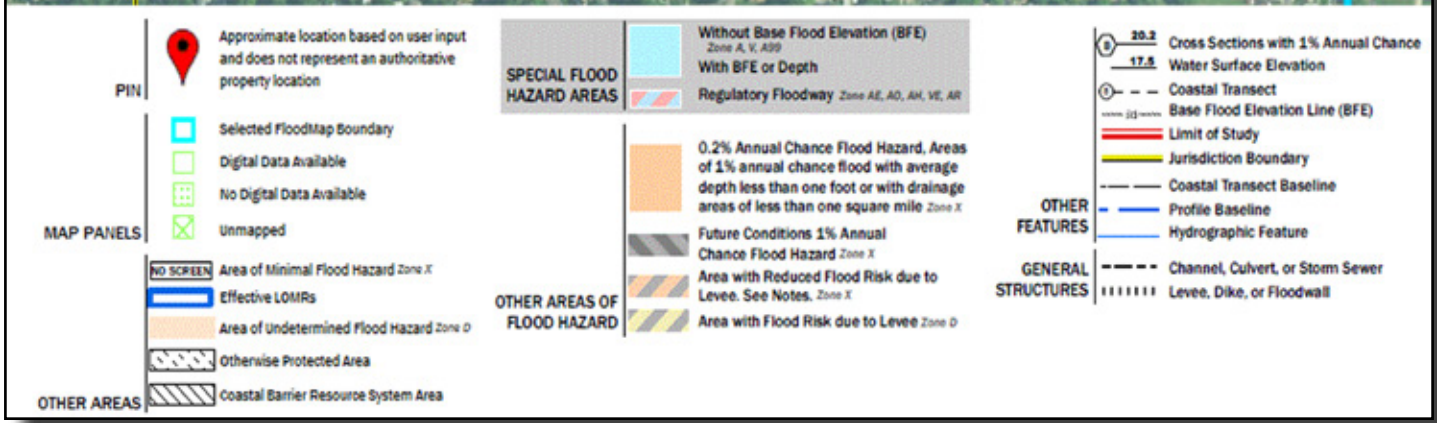 PIN
Approximate location based on user input
and does not represent an authoritative
property location
MAP PANELS
Selected FloodMap Boundary
Digital Data Available
No Digital Data Available
Unmapped
OTHER AREAS
NO SCREEN Area of Minimal Flood Hazard Zone X
Effective LOMRs
Area of Undetermined Flood Hazard Zone D
Otherwise Protected Area
Coastal Barrier Resource System Area
SPECIAL FLOOD
HAZARD AREAS
Without Base Flood Elevation (BFE)
Zone A, V, A99
With BFE or Depth
Regulatory Floodway Zone AE, AO, AH, VE, AR
OTHER AREAS OF
FLOOD HAZARD
0.2% Annual Chance Flood Hazard, Areas
of 1% annual chance flood with average
depth less than one foot or with drainage
areas of less than one square mile Zone X
Future Conditions 1% Annual
Chance Flood Hazard Zone X
Area with Reduced Flood Risk due to
Levee. See Notes. Zone X
Area with Flood Risk due to Levee Zone D
OTHER
FEATURES
20.2 Cross Sections with 1% Annual Chance
17.5 Water Surface Elevation
Coastal Transect
Base Flood Elevation Line (BFE)
Limit of Study
Jurisdiction Boundary
Coastal Transect Baseline
Profile Baseline
Hydrographic Feature
GENERAL
STRUCTURES
Channel, Culvert, or Storm Sewer
Levee, Dike, or Floodwall